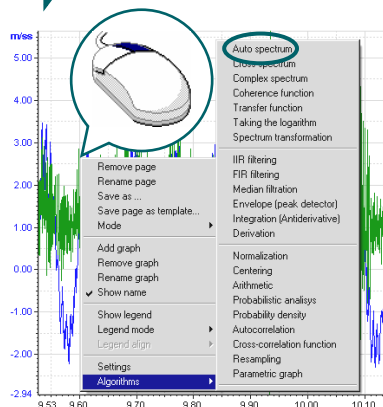 m/ss
5.00
4.00
3.00
2.00
1.00
0.00
-1.00
-2.00
-2.94
9.53 9.60 9.70 9.80 9.90 10.00 10.10
Remove page
Rename page
Save as ...
Save page as template...
Mode
Add graph
Remove graph
Rename graph
Show name
Show legend
Legend mode
Legend align
Settings
Algorithms
Auto spectrum
Cross spectrum
Complex spectrum
Coherence function
Transfer function
Taking the logarithm
Spectrum transformation
IIR filtering
FIR filtering
Median filtration
Envelope (peak detector)
Integration (Antiderivative)
Derivation
Normalization
Centering
Arithmetic
Probabilistic analisys
Probability density
Autocorrelation
Cross-correlation function
Resampling
Parametric graph